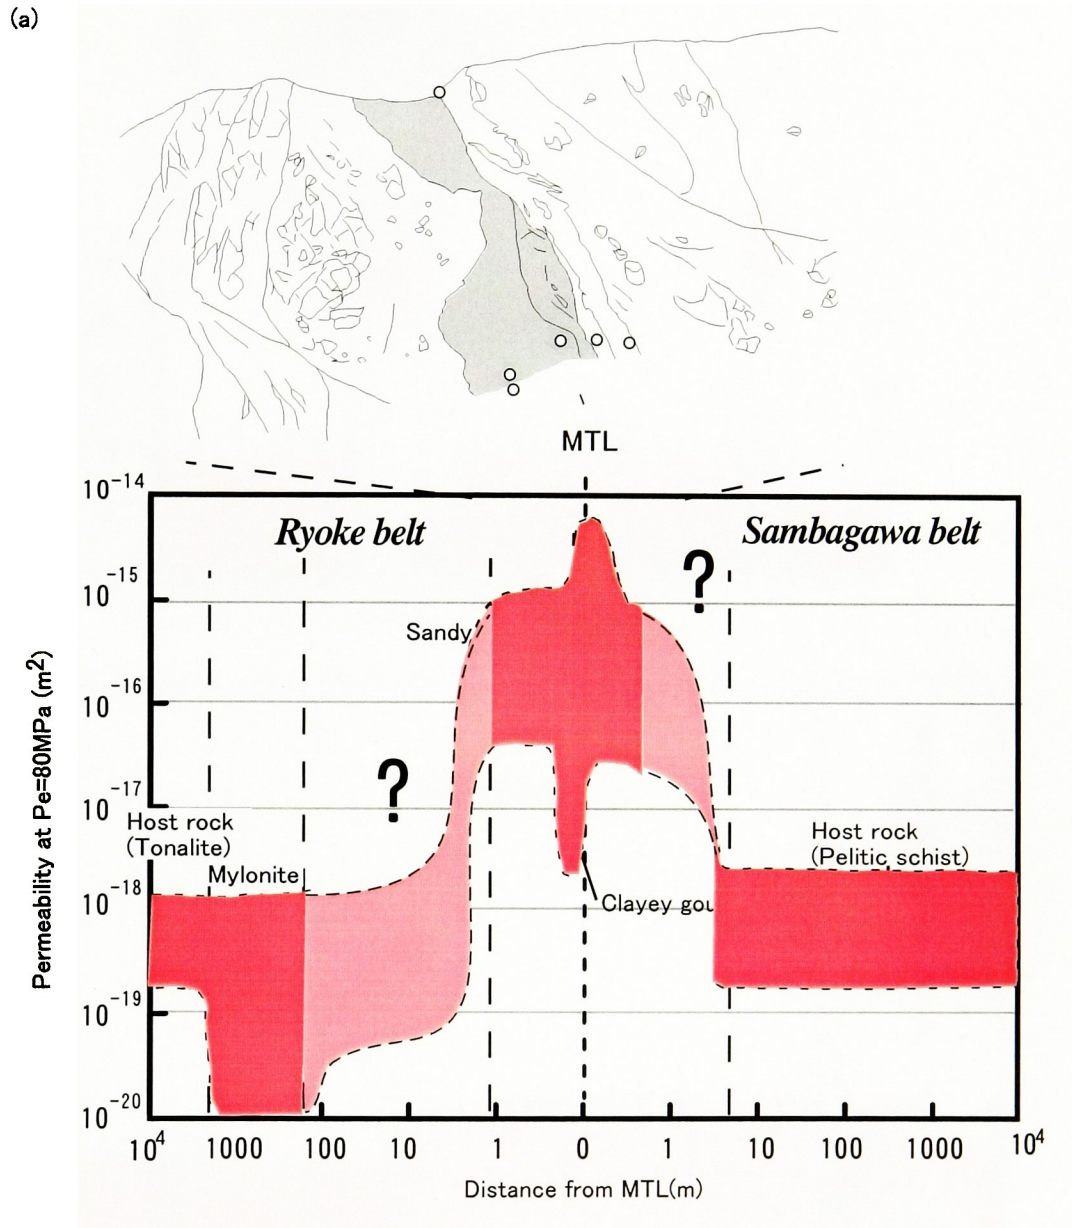 (a)
MTL
Ryoke belt
Sambagawa belt
?
Sandy
?
Host rock
(Tonalite)
Mylonite
Host rock
(Pelitic schist)
Clayey gou
Permeability at Pe=80MPa (m²)
10⁻¹⁴
10⁻¹⁵
10⁻¹⁶
10⁻¹⁷
10⁻¹⁸
10⁻¹⁹
10⁻²⁰
10⁴ 1000 100 10 1 0 1 10 100 1000 10⁴
Distance from MTL(m)